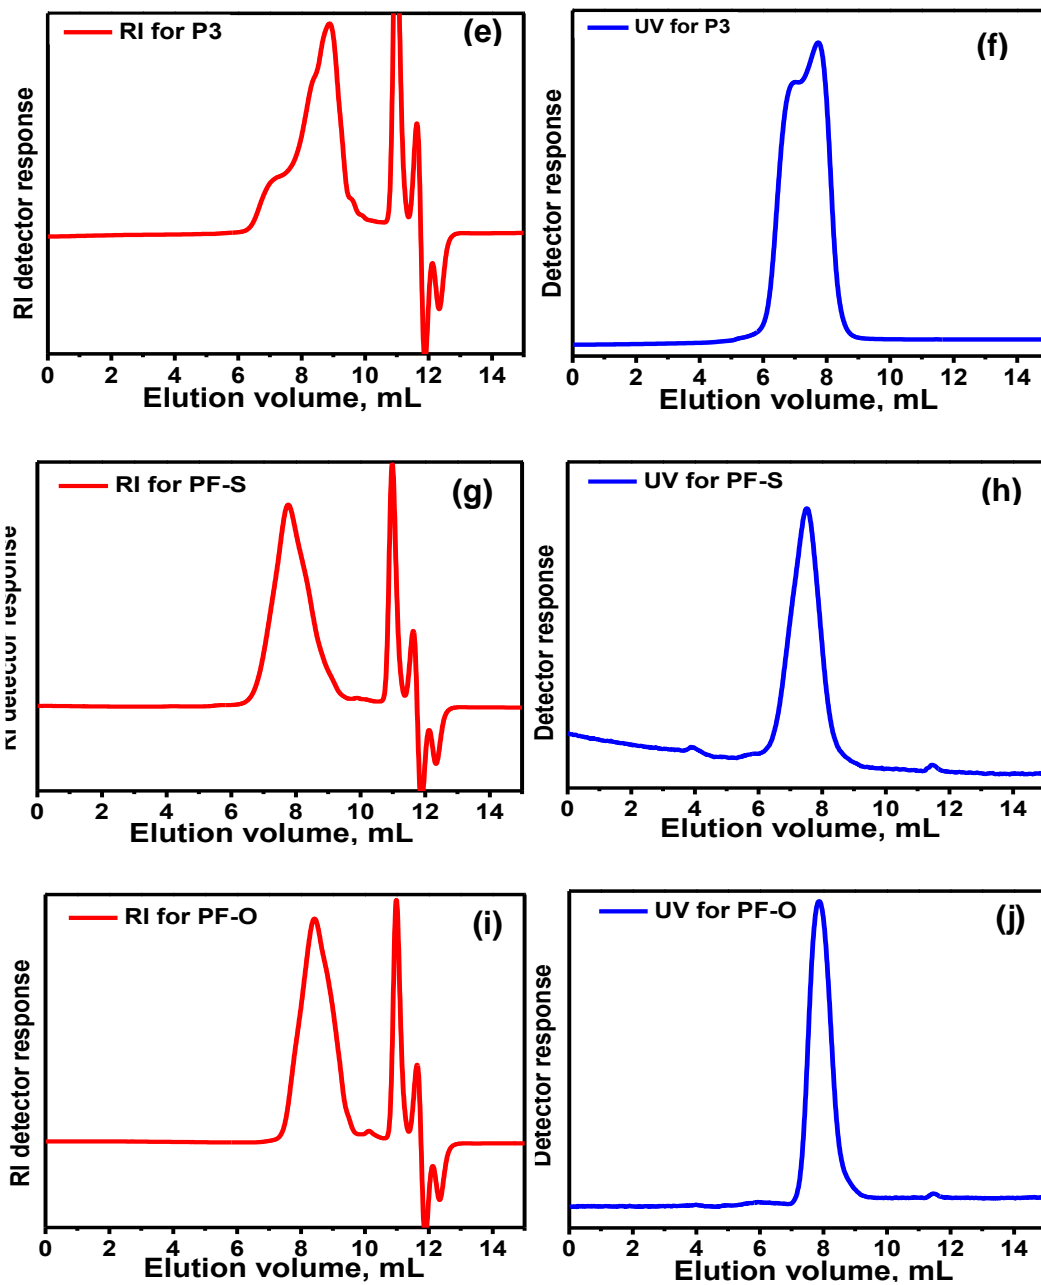 RI for P3
(e)
RI detector response
0 2 4 6 8 10 12 14
Elution volume, mL
UV for P3
(f)
Detector response
0 2 4 6 8 10 12 14
Elution volume, mL
RI for PF-S
(g)
RI detector response
0 2 4 6 8 10 12 14
Elution volume, mL
UV for PF-S
(h)
Detector response
0 2 4 6 8 10 12 14
Elution volume, mL
RI for PF-O
(i)
RI detector response
0 2 4 6 8 10 12 14
Elution volume, mL
UV for PF-O
(j)
Detector response
0 2 4 6 8 10 12 14
Elution volume, mL